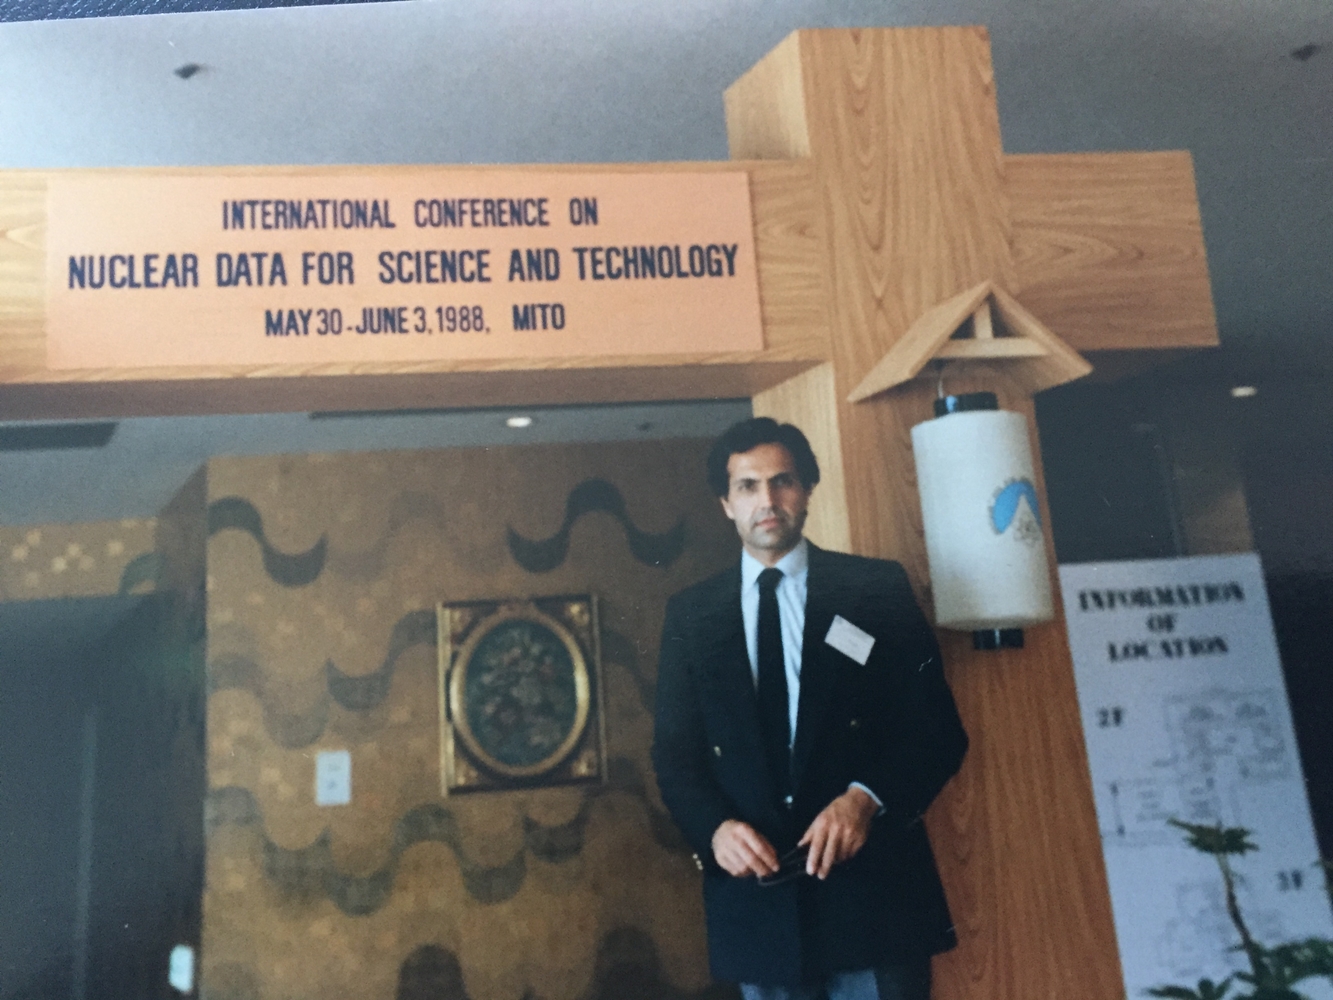 INTERNATIONAL CONFERENCE ON
NUCLEAR DATA FOR SCIENCE AND TECHNOLOGY
MAY 30-JUNE 3, 1988, MITO
INFORMATION
OF
LOCATION
2F
3F